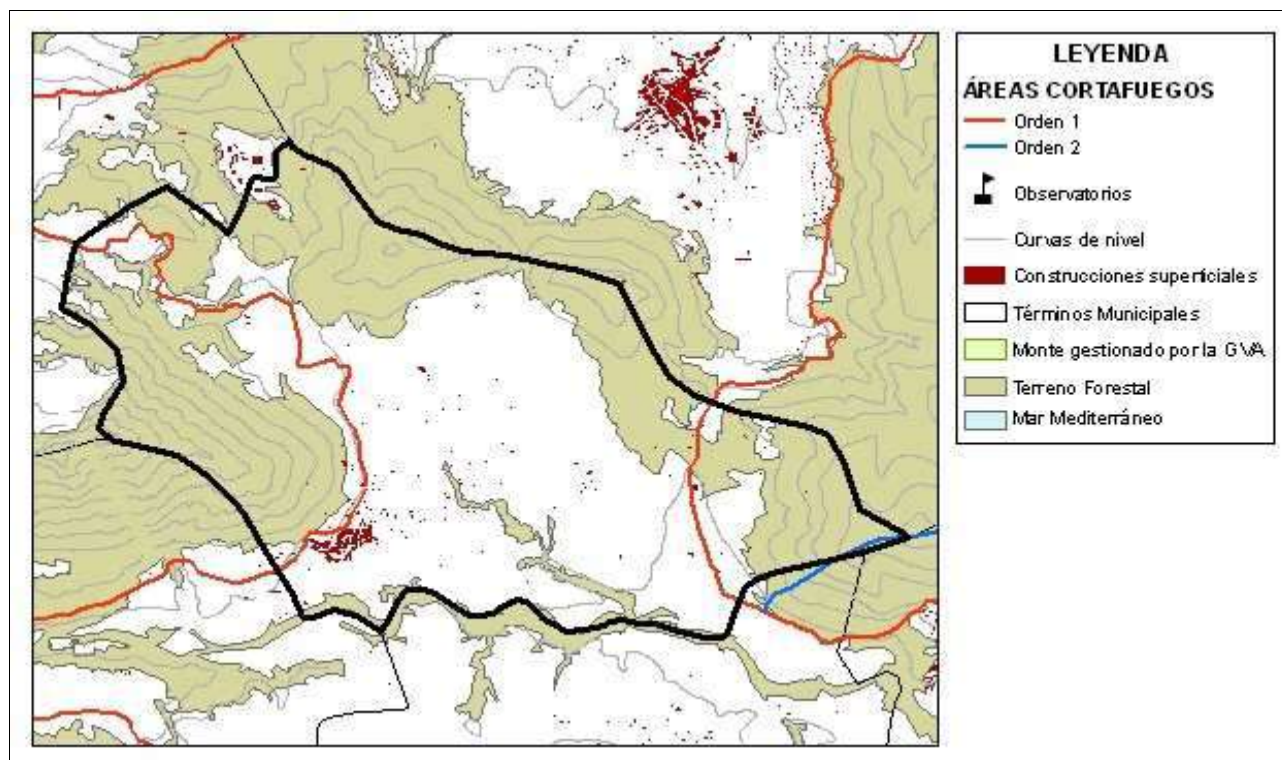 LEYENDA
ÁREAS CORTAFUEGOS
Orden 1
Orden 2
Observatorios
Curvas de nivel
Construcciones superficiales
Términos Municipales
Monte gestionado por la GVA
Terreno Forestal
Mar Mediterráneo